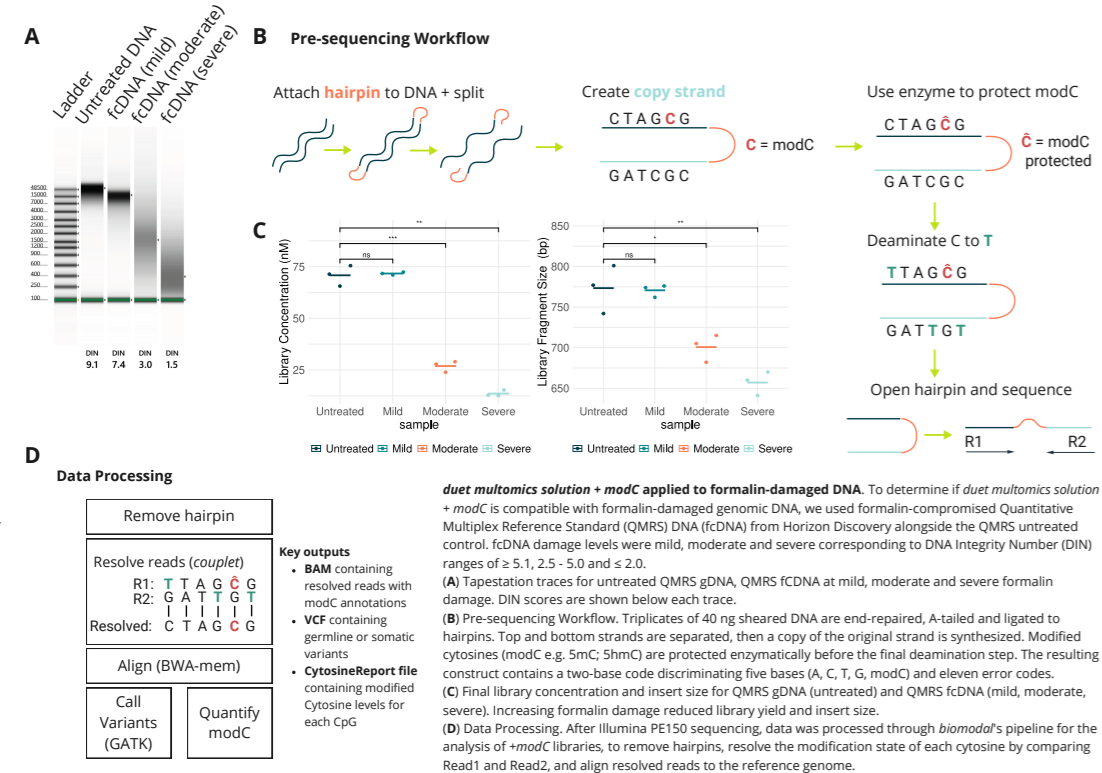 A
Ladder
Untreated DNA
fcDNA (mild)
fcDNA (moderate)
fcDNA (severe)
48500
15000
7000
4000
3000
2500
2000
1500
1200
900
600
400
250
100
DIN DIN DIN DIN
9.1 7.4 3.0 1.5
B Pre-sequencing Workflow
Attach hairpin to DNA + split
Create copy strand
C T A G C G
C = modC
G A T C G C
Use enzyme to protect modC
C T A G Ĉ G
Ĉ = modC
protected
G A T C G C
Deaminate C to T
T T A G Ĉ G
G A T T G T
Open hairpin and sequence
R1 R2
C
Library Concentration (nM)
75
50
25
ns
***
**
Untreated Mild Moderate Severe
sample
Untreated Mild Moderate Severe
Library Fragment Size (bp)
850
800
750
700
650
ns
*
**
Untreated Mild Moderate Severe
sample
Untreated Mild Moderate Severe
D
Data Processing
Remove hairpin
Resolve reads (couplet)
R1: T T A G Ĉ G
R2: G A T T G T
Resolved: C T A G C G
Align (BWA-mem)
Call
Variants
(GATK)
Quantify
modC
Key outputs
• BAM containing
resolved reads with
modC annotations
• VCF containing
germline or somatic
variants
• CytosineReport file
containing modified
Cytosine levels for
each CpG
duet multomics solution + modC applied to formalin-damaged DNA. To determine if duet multomics solution
+ modC is compatible with formalin-damaged genomic DNA, we used formalin-compromised Quantitative
Multiplex Reference Standard (QMRS) DNA (fcDNA) from Horizon Discovery alongside the QMRS untreated
control. fcDNA damage levels were mild, moderate and severe corresponding to DNA Integrity Number (DIN)
ranges of ≥ 5.1, 2.5 - 5.0 and ≤ 2.0.
(A) Tapestation traces for untreated QMRS gDNA, QMRS fCDNA at mild, moderate and severe formalin
damage. DIN scores are shown below each trace.
(B) Pre-sequencing Workflow. Triplicates of 40 ng sheared DNA are end-repaired, A-tailed and ligated to
hairpins. Top and bottom strands are separated, then a copy of the original strand is synthesized. Modified
cytosines (modC e.g. 5mC; 5hmC) are protected enzymatically before the final deamination step. The resulting
construct contains a two-base code discriminating five bases (A, C, T, G, modC) and eleven error codes.
(C) Final library concentration and insert size for QMRS gDNA (untreated) and QMRS fCDNA (mild, moderate,
severe). Increasing formalin damage reduced library yield and insert size.
(D) Data Processing. After Illumina PE150 sequencing, data was processed through biomodal's pipeline for the
analysis of +modC libraries, to remove hairpins, resolve the modification state of each cytosine by comparing
Read1 and Read2, and align resolved reads to the reference genome.